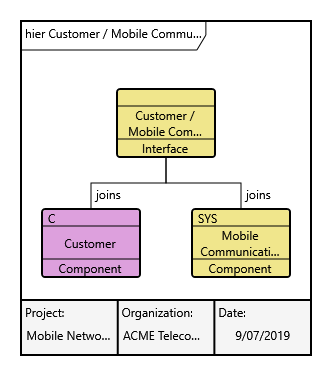 hier Customer / Mobile Commu...
Customer /
Mobile Com...
Interface
joins
joins
C
Customer
Component
SYS
Mobile
Communicati...
Component
Project:
Mobile Netwo...
Organization:
ACME Teleco...
Date:
9/07/2019